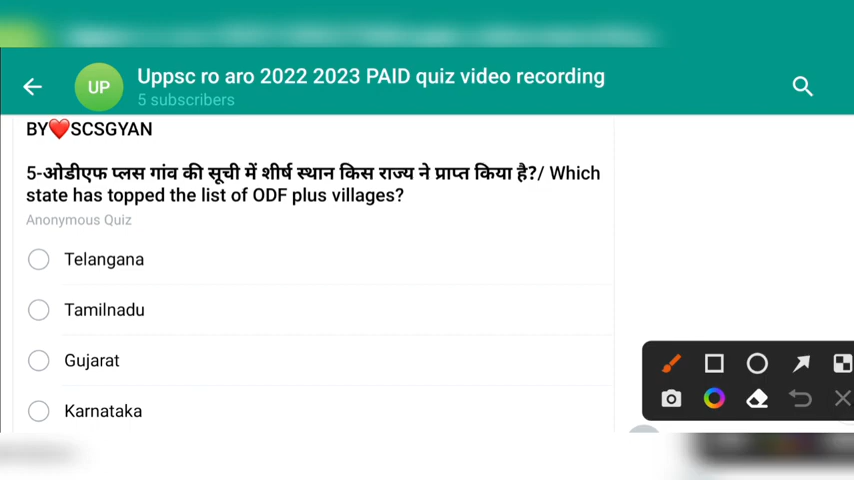 UP
Uppsc ro aro 2022 2023 PAID quiz video recording
5 subscribers
BY❤️SCSGYAN
5-ओडीएफ प्लस गांव की सूची में शीर्ष स्थान किस राज्य ने प्राप्त किया है?/ Which
state has topped the list of ODF plus villages?
Anonymous Quiz
Telangana
Tamilnadu
Gujarat
Karnataka